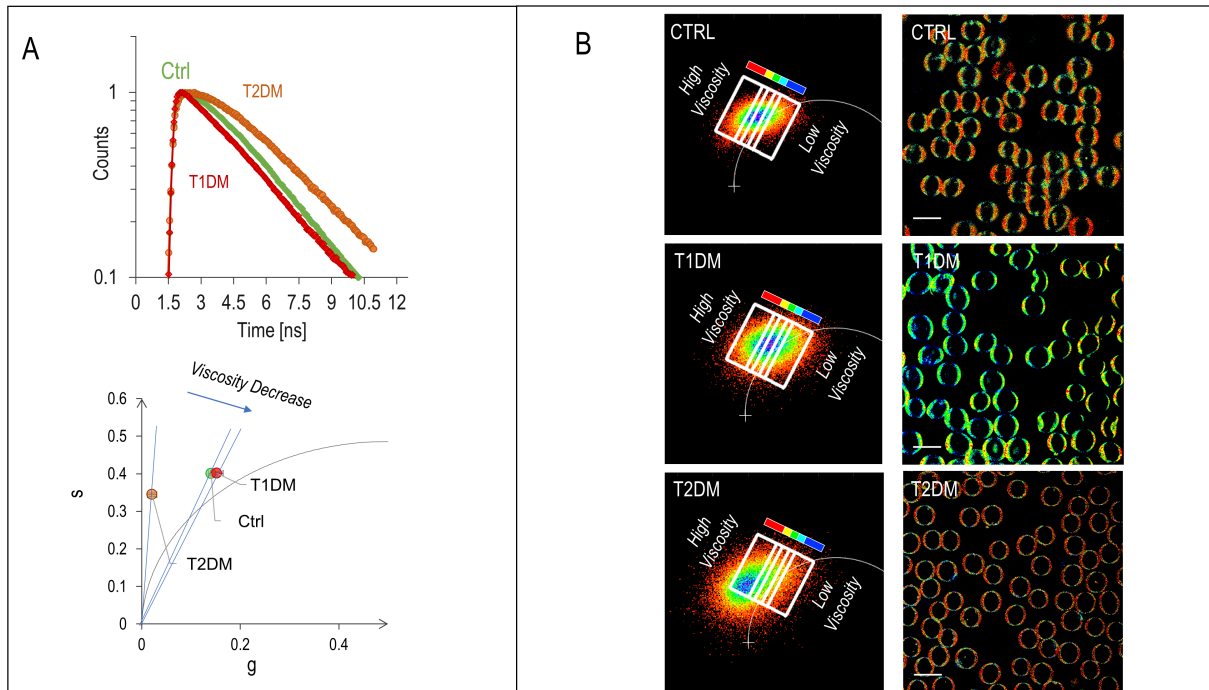 A
Ctrl
T2DM
T1DM
Counts
1
0.1
0 1.5 3 4.5 6 7.5 9 10.5 12
Time [ns]
Viscosity Decrease
0.6
0.5
0.4
0.3
0.2
0.1
0
s
T1DM
Ctrl
T2DM
0 0.2 0.4
g
B
CTRL
High
Viscosity
Low
Viscosity
CTRL
T1DM
High
Viscosity
Low
Viscosity
T1DM
T2DM
High
Viscosity
Low
Viscosity
T2DM